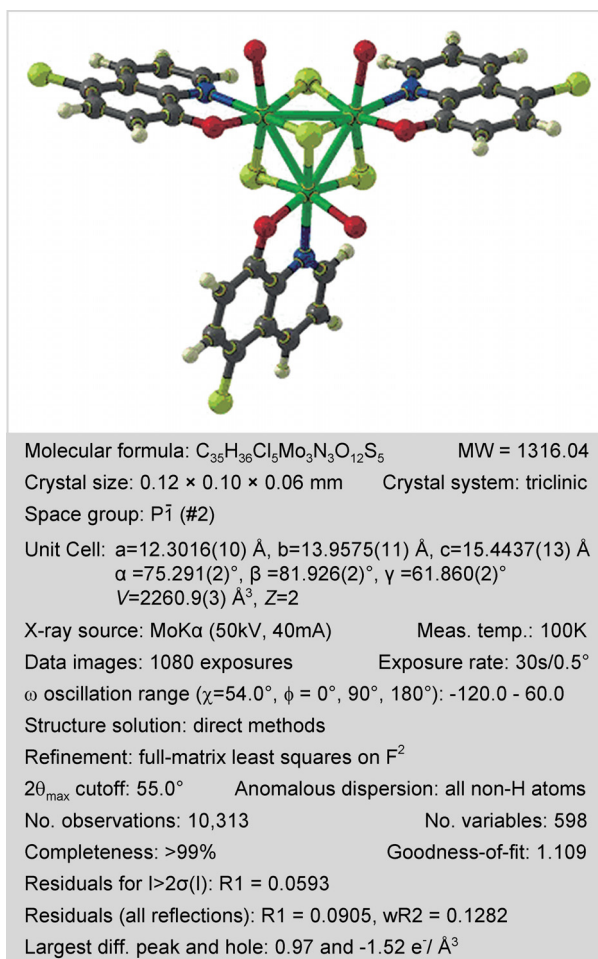 Molecular formula: C₃₅H₃₆Cl₅Mo₃N₃O₁₂S₅ MW = 1316.04
Crystal size: 0.12 × 0.10 × 0.06 mm Crystal system: triclinic
Space group: P1̄ (#2)
Unit Cell: a=12.3016(10) Å, b=13.9575(11) Å, c=15.4437(13) Å
α =75.291(2)°, β =81.926(2)°, γ =61.860(2)°
V=2260.9(3) Å³, Z=2
X-ray source: MoKα (50kV, 40mA) Meas. temp.: 100K
Data images: 1080 exposures Exposure rate: 30s/0.5°
ω oscillation range (χ=54.0°, ϕ = 0°, 90°, 180°): -120.0 - 60.0
Structure solution: direct methods
Refinement: full-matrix least squares on F²
2θmax cutoff: 55.0° Anomalous dispersion: all non-H atoms
No. observations: 10,313 No. variables: 598
Completeness: >99% Goodness-of-fit: 1.109
Residuals for I>2σ(I): R1 = 0.0593
Residuals (all reflections): R1 = 0.0905, wR2 = 0.1282
Largest diff. peak and hole: 0.97 and -1.52 e⁻/ Å³